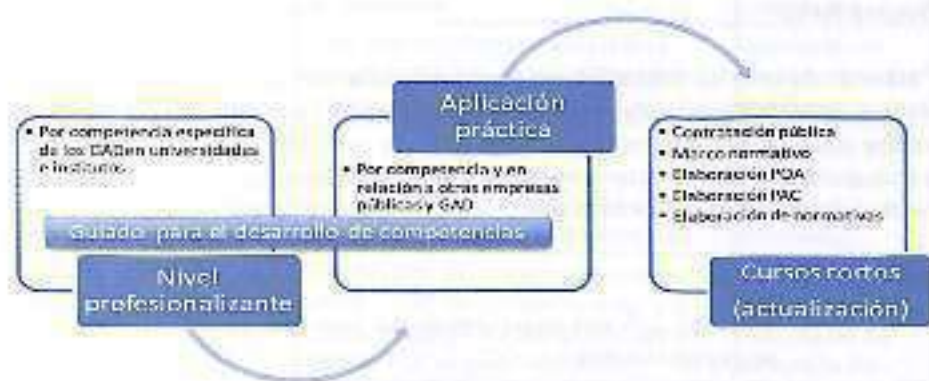 • Por competencia específica
de los GAD en universidades
e institutos
Nivel
profesionalizante
Aplicación
práctica
• Por competencia y en
relación a otras empresas
públicas y GAD
Guiado para el desarrollo de competencias
• Contratación pública
• Marco normativo
• Elaboración POA
• Elaboración PAC
• Elaboración de normativas
Cursos cortos
(actualización)